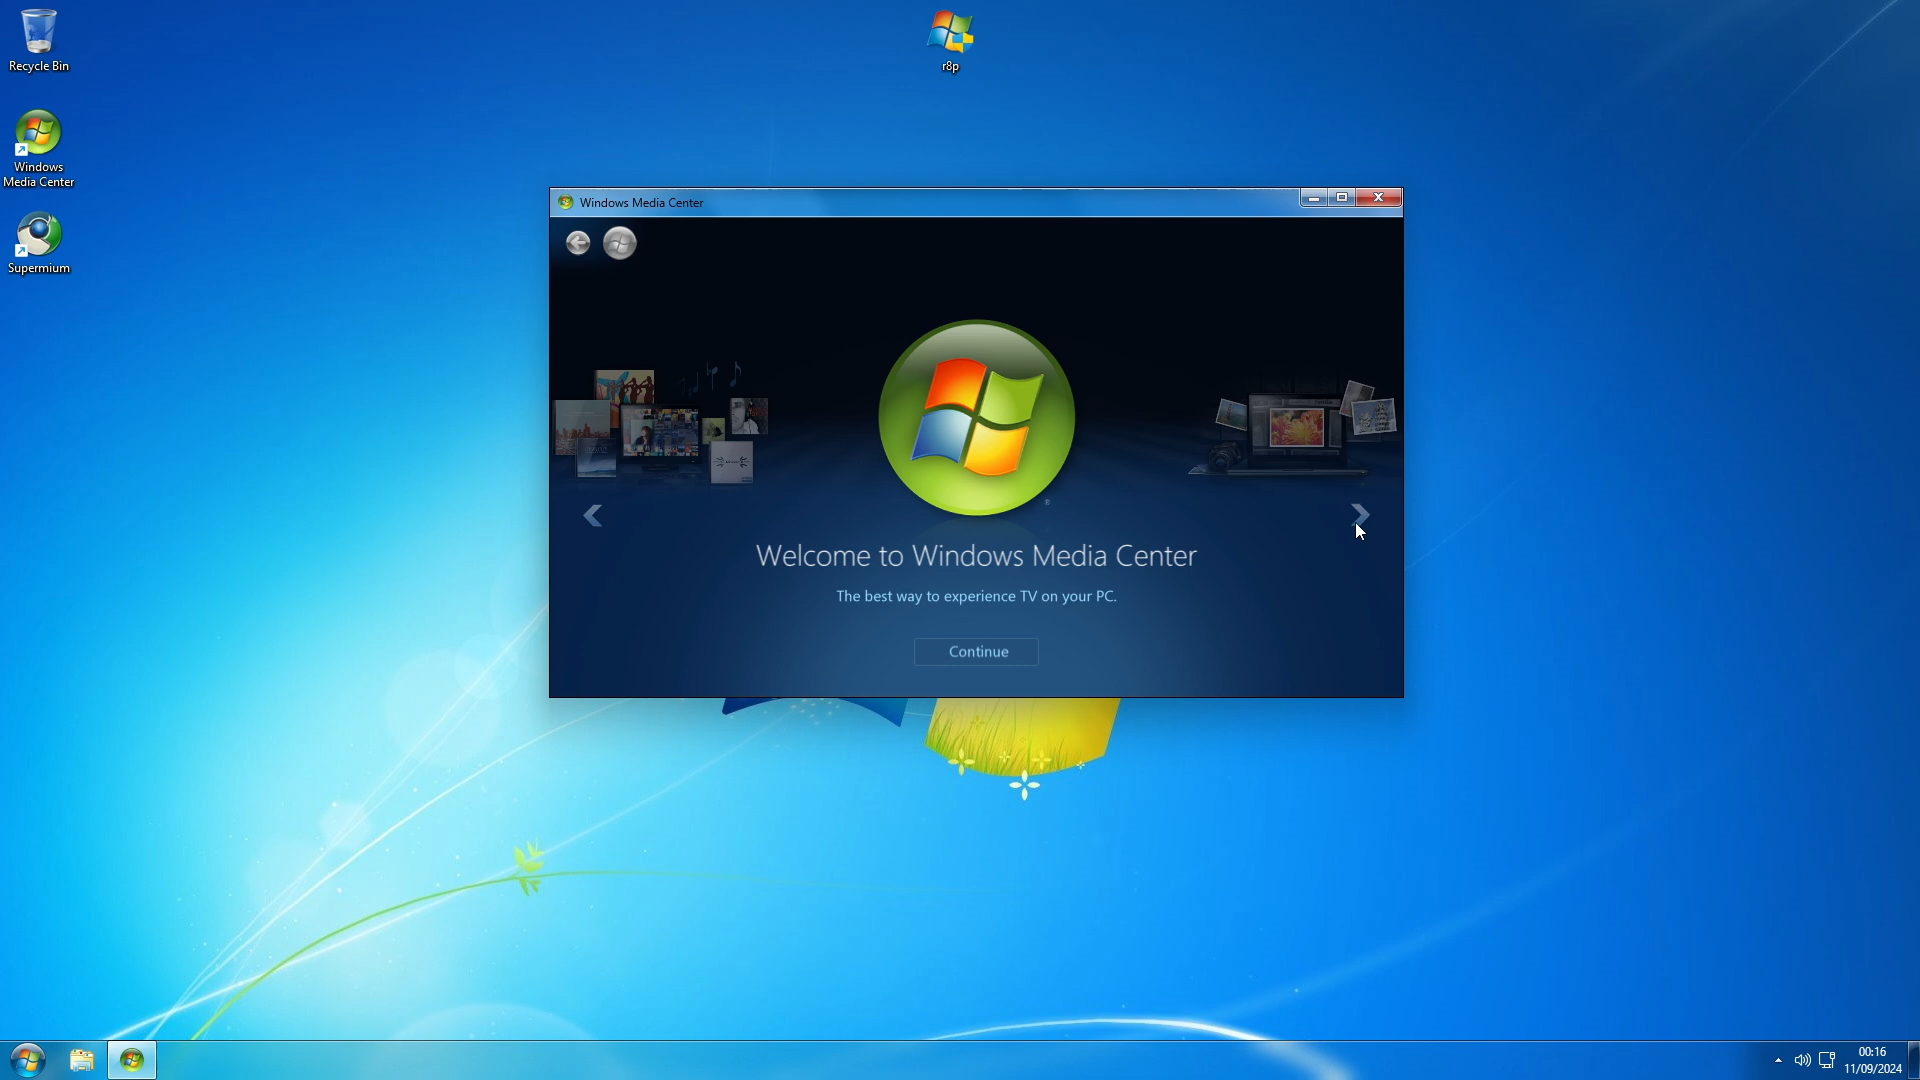 Recycle Bin
Windows
Media Center
Supermium
r8p
Windows Media Center
Welcome to Windows Media Center
The best way to experience TV on your PC.
Continue
00:16
11/09/2024